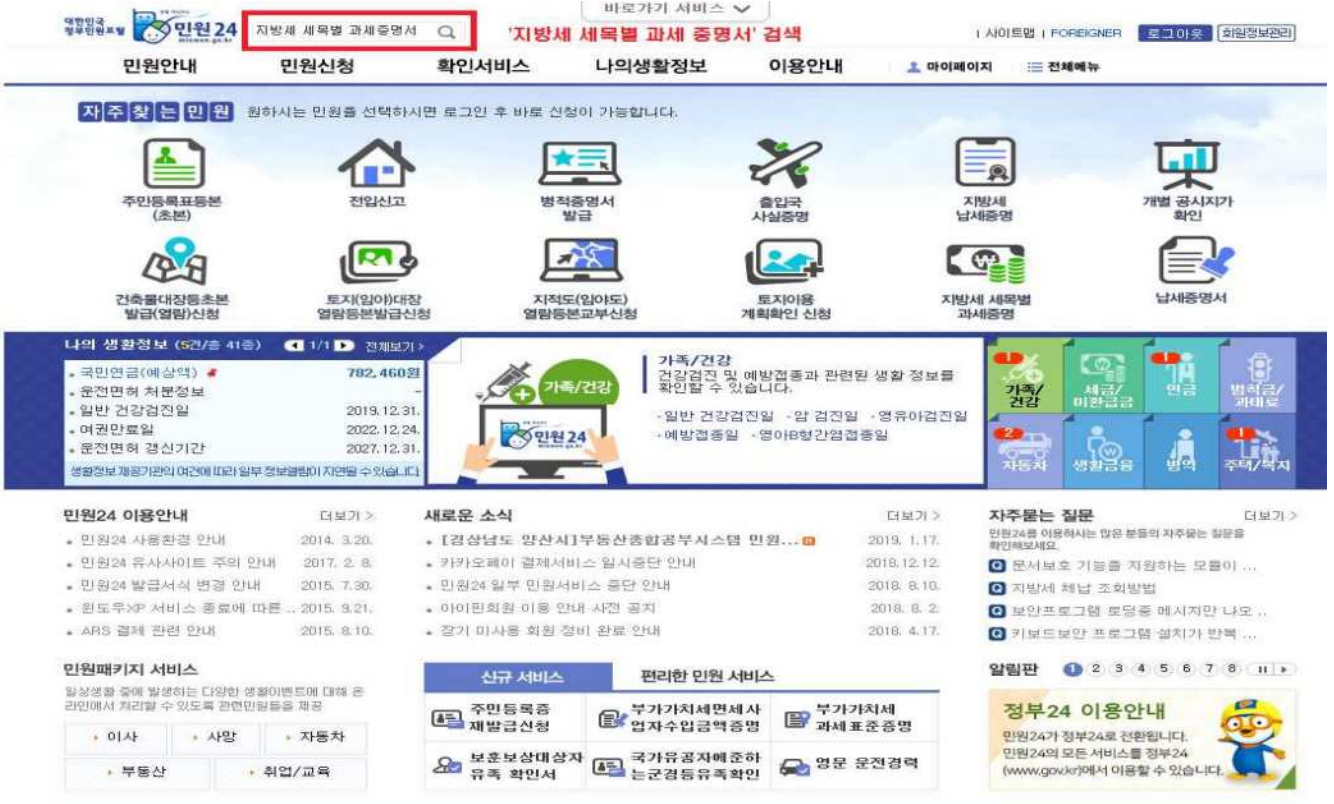 바로가기 서비스
대한민국
정부민원포털
민원24
minwon.go.kr
지방세 세목별 과세증명서
'지방세 세목별 과세 증명서' 검색
사이트맵 | FOREIGNER
로그아웃
회원정보관리
민원안내 민원신청 확인서비스 나의생활정보 이용안내 마이페이지 전체메뉴
자주찾는민원 원하시는 민원을 선택하시면 로그인 후 바로 신청이 가능합니다.
주민등록표등본
(초본)
전입신고
병적증명서
발급
출입국
사실증명
지방세
납세증명
개별 공시지가
확인
건축물대장등초본
발급(열람)신청
토지(임야)대장
열람등본발급신청
지적도(임야도)
열람등본교부신청
토지이용
계획확인 신청
지방세 세목별
과세증명
납세증명서
나의 생활정보 (5건/총 41종) 1/1 전체보기 >
국민연금(예상액) 782,460원
운전면허 처분정보 -
일반 건강검진일 2019.12.31.
여권만료일 2022.12.24.
운전면허 갱신기간 2027.12.31.
생활정보 제공기관의 여건에 따라 일부 정보열람이 지연될 수 있습니다.
가족/건강
민원24
minwon.go.kr
가족/건강
건강검진 및 예방접종과 관련된 생활 정보를
확인할 수 있습니다.
·일반 건강검진일 ·암 검진일 ·영유아검진일
·예방접종일 ·영아B형간염접종일
1
가족/
건강
세금/
미환급금
1
연금
범칙금/
과태료
2
자동차
생활금융
병역
1
주택/복지
민원24 이용안내 더보기 >
민원24 사용환경 안내 2014. 3.20.
민원24 유사사이트 주의 안내 2017. 2. 8.
민원24 발급서식 변경 안내 2015. 7.30.
윈도우XP 서비스 종료에 따른 .. 2015. 9.21.
ARS 결제 관련 안내 2015. 8.10.
새로운 소식 더보기 >
[경상남도 양산시]부동산종합공부시스템 민원... 2019. 1.17.
카카오페이 결제서비스 일시중단 안내 2018.12.12.
민원24 일부 민원서비스 중단 안내 2018. 8.10.
아이핀회원 이용 안내 사전 공지 2018. 8. 2.
장기 미사용 회원 정비 완료 안내 2018. 4.17.
자주묻는 질문 더보기 >
민원24를 이용하시는 많은 분들의 자주묻는 질문을
확인해보세요.
Q 문서보호 기능을 지원하는 모듈이 ...
Q 지방세 체납 조회방법
Q 보안프로그램 로딩중 메시지만 나오 ..
Q 키보드보안 프로그램 설치가 반복 ...
민원패키지 서비스
일상생활 중에 발생하는 다양한 생활이벤트에 대해 온
라인에서 처리할 수 있도록 관련민원들을 제공
이사 사망 자동차
부동산 취업/교육
신규 서비스 편리한 민원 서비스
주민등록증
재발급신청
부가가치세면세사
업자수입금액증명
부가가치세
과세표준증명
보훈보상대상자
유족 확인서
국가유공자에준하
는군경등유족확인
영문 운전경력
알림판 1 2 3 4 5 6 7 8
정부24 이용안내
민원24가 정부24로 전환됩니다.
민원24의 모든 서비스를 정부24
(www.gov.kr)에서 이용할 수 있습니다.